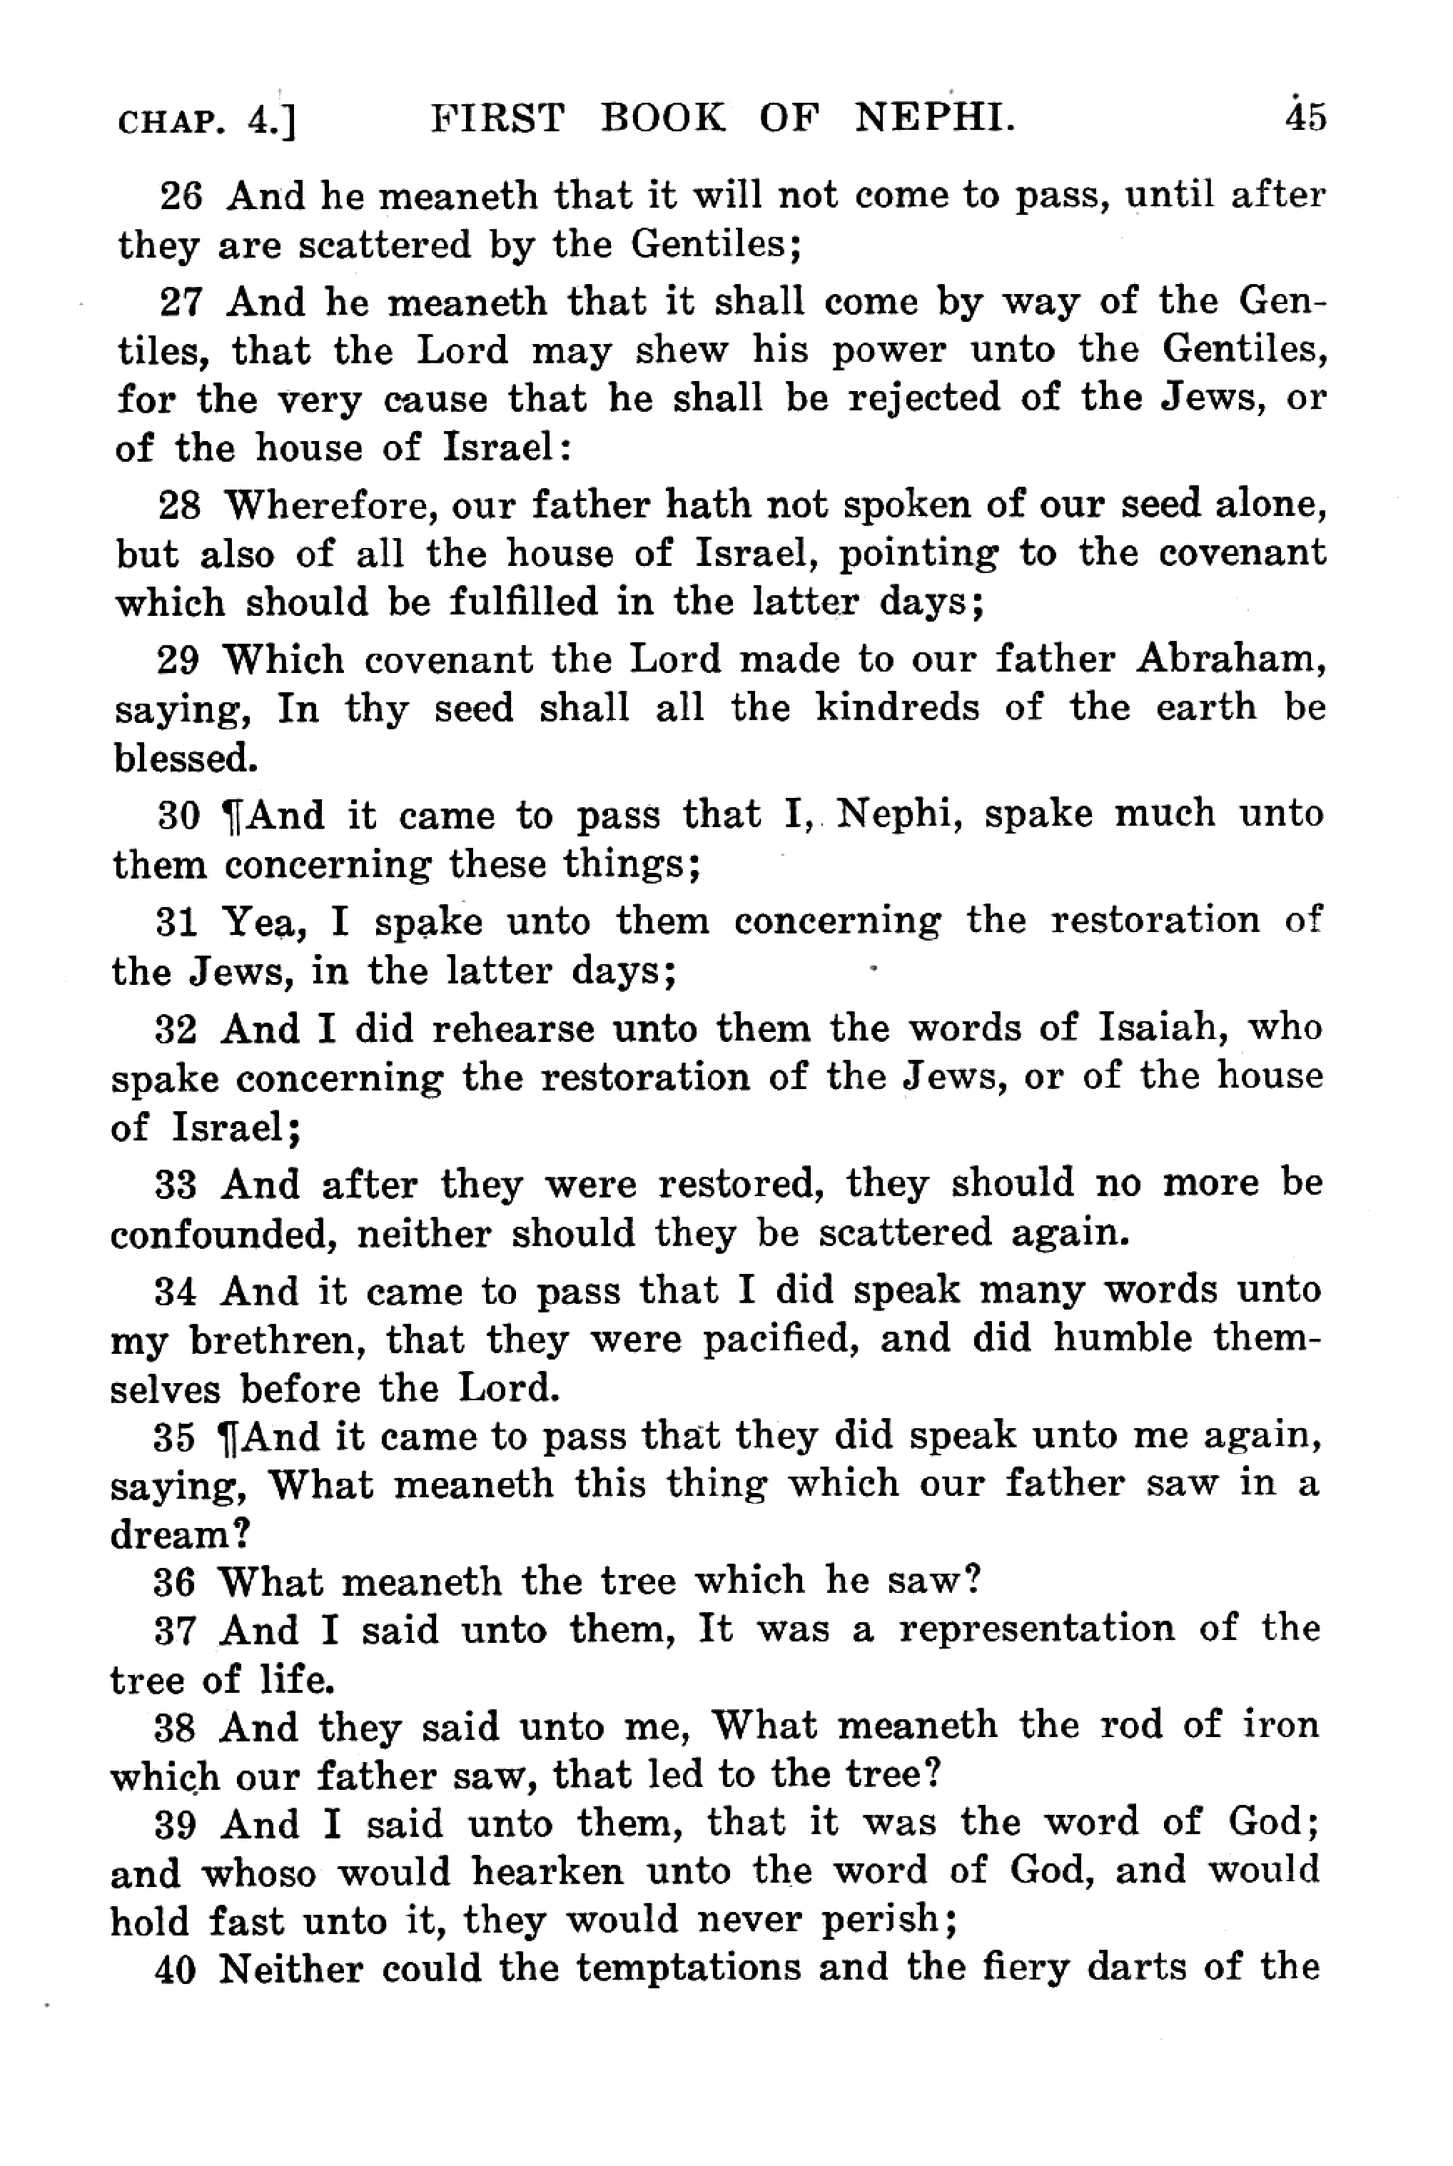 CHAP. 4.] FIRST BOOK OF NEPHI. 45
26 And he meaneth that it will not come to pass, until after
they are scattered by the Gentiles;
27 And he meaneth that it shall come by way of the Gen-
tiles, that the Lord may shew his power unto the Gentiles,
for the very cause that he shall be rejected of the Jews, or
of the house of Israel:
28 Wherefore, our father hath not spoken of our seed alone,
but also of all the house of Israel, pointing to the covenant
which should be fulfilled in the latter days;
29 Which covenant the Lord made to our father Abraham,
saying, In thy seed shall all the kindreds of the earth be
blessed.
30 ¶And it came to pass that I, Nephi, spake much unto
them concerning these things;
31 Yea, I spake unto them concerning the restoration of
the Jews, in the latter days;
32 And I did rehearse unto them the words of Isaiah, who
spake concerning the restoration of the Jews, or of the house
of Israel;
33 And after they were restored, they should no more be
confounded, neither should they be scattered again.
34 And it came to pass that I did speak many words unto
my brethren, that they were pacified, and did humble them-
selves before the Lord.
35 ¶And it came to pass that they did speak unto me again,
saying, What meaneth this thing which our father saw in a
dream?
36 What meaneth the tree which he saw?
37 And I said unto them, It was a representation of the
tree of life.
38 And they said unto me, What meaneth the rod of iron
which our father saw, that led to the tree?
39 And I said unto them, that it was the word of God;
and whoso would hearken unto the word of God, and would
hold fast unto it, they would never perish;
40 Neither could the temptations and the fiery darts of the